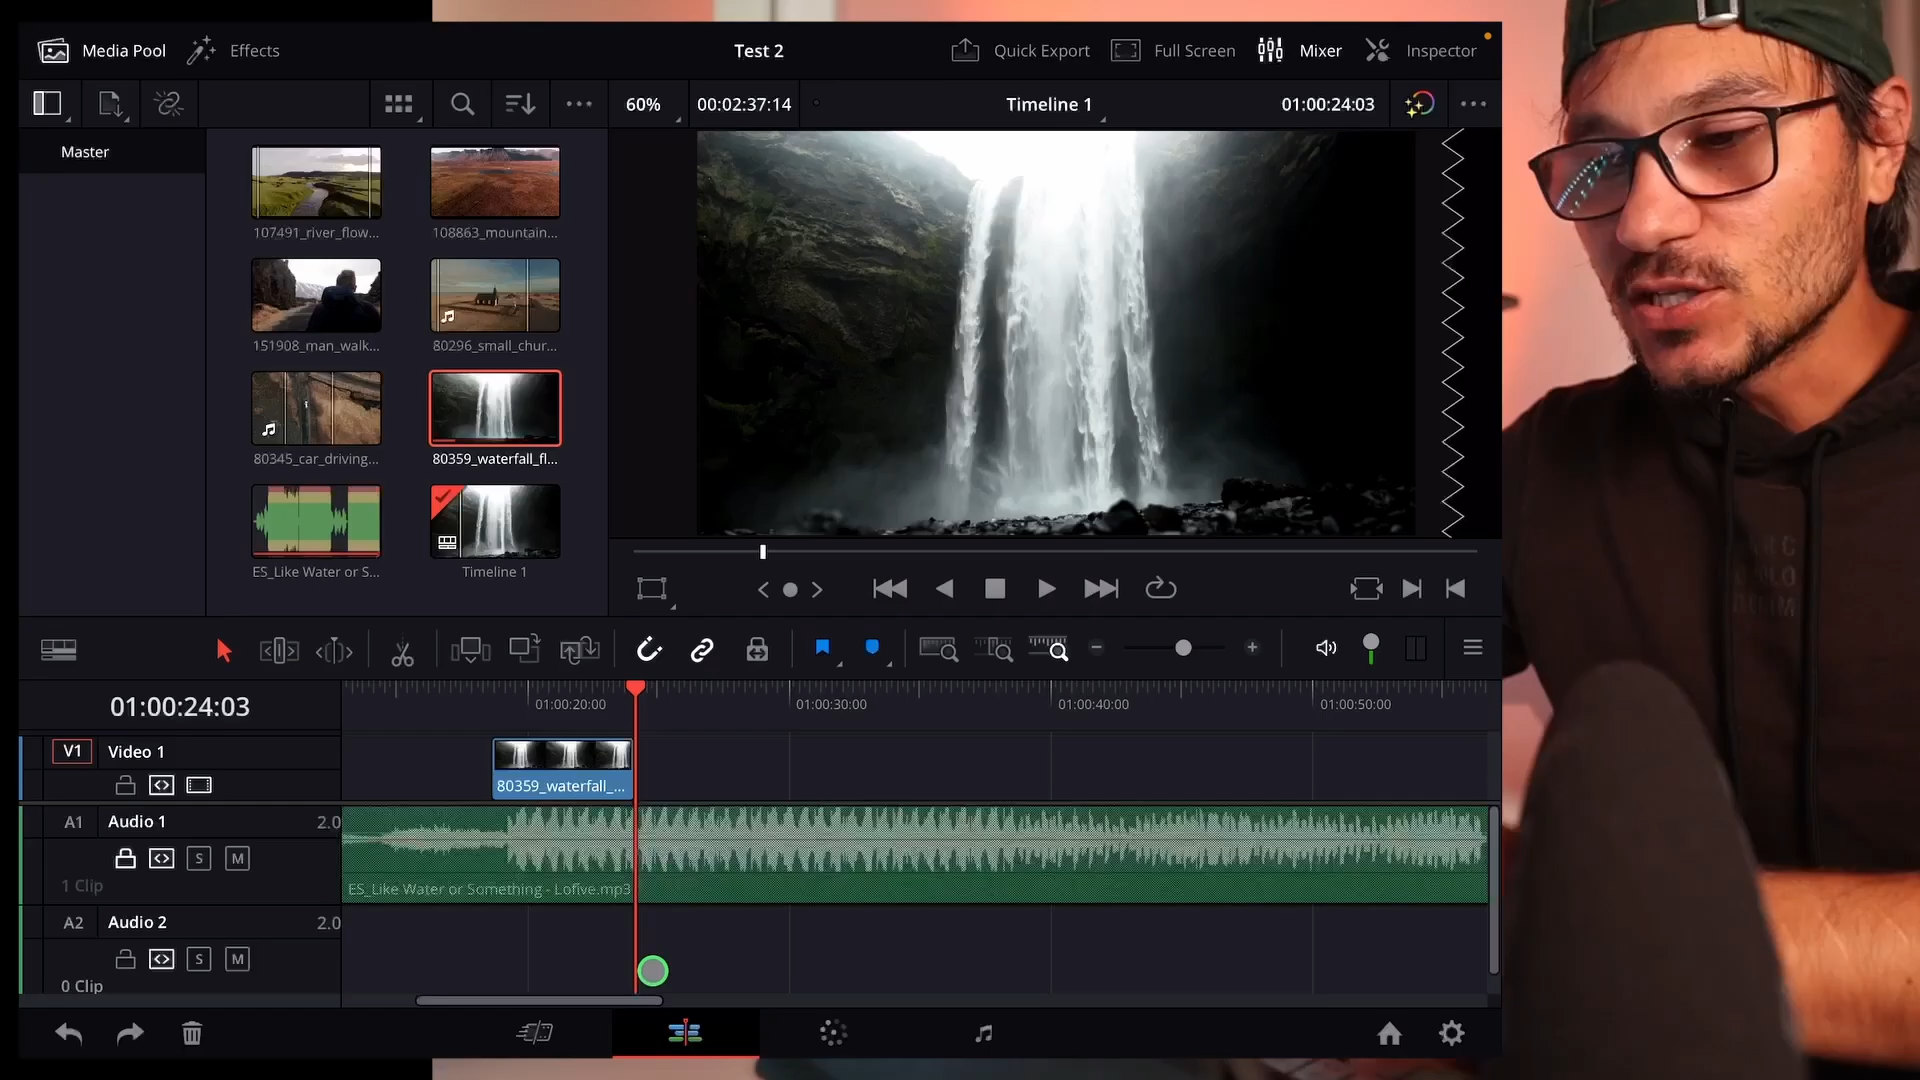 Media Pool Effects Test 2 Quick Export Full Screen Mixer Inspector
60% 00:02:37:14 Timeline 1 01:00:24:03
Master
107491_river_flow... 108863_mountain...
151908_man_walk... 80296_small_chur...
80345_car_driving... 80359_waterfall_fl...
ES_Like Water or S... Timeline 1
01:00:24:03 01:00:20:00 01:00:30:00 01:00:40:00 01:00:50:00
V1 Video 1
80359_waterfall_...
A1 Audio 1 2.0
S M
1 Clip
ES_Like Water or Something - Lofive.mp3
A2 Audio 2 2.0
S M
0 Clip